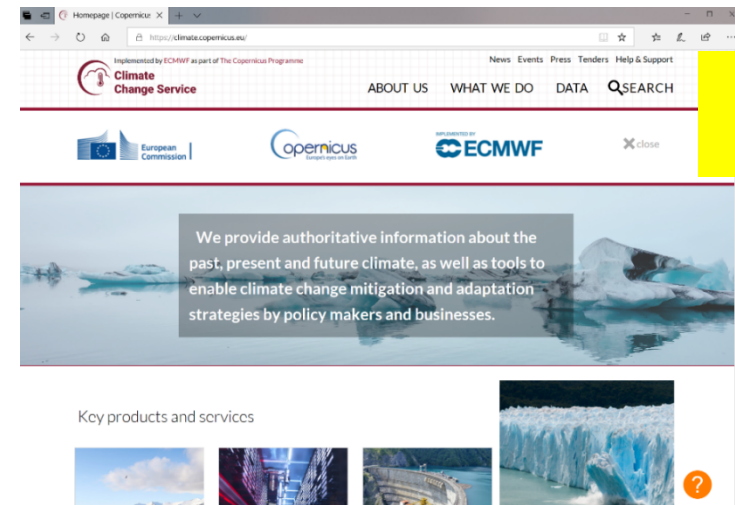 Homepage | Copernicus
https://climate.copernicus.eu/
Implemented by ECMWF as part of The Copernicus Programme
News Events Press Tenders Help & Support
Climate
Change Service
ABOUT US WHAT WE DO DATA SEARCH
European
Commission
opernicus
Europe's eyes on Earth
IMPLEMENTED BY
ECMWF
close
We provide authoritative information about the
past, present and future climate, as well as tools to
enable climate change mitigation and adaptation
strategies by policy makers and businesses.
Key products and services
?